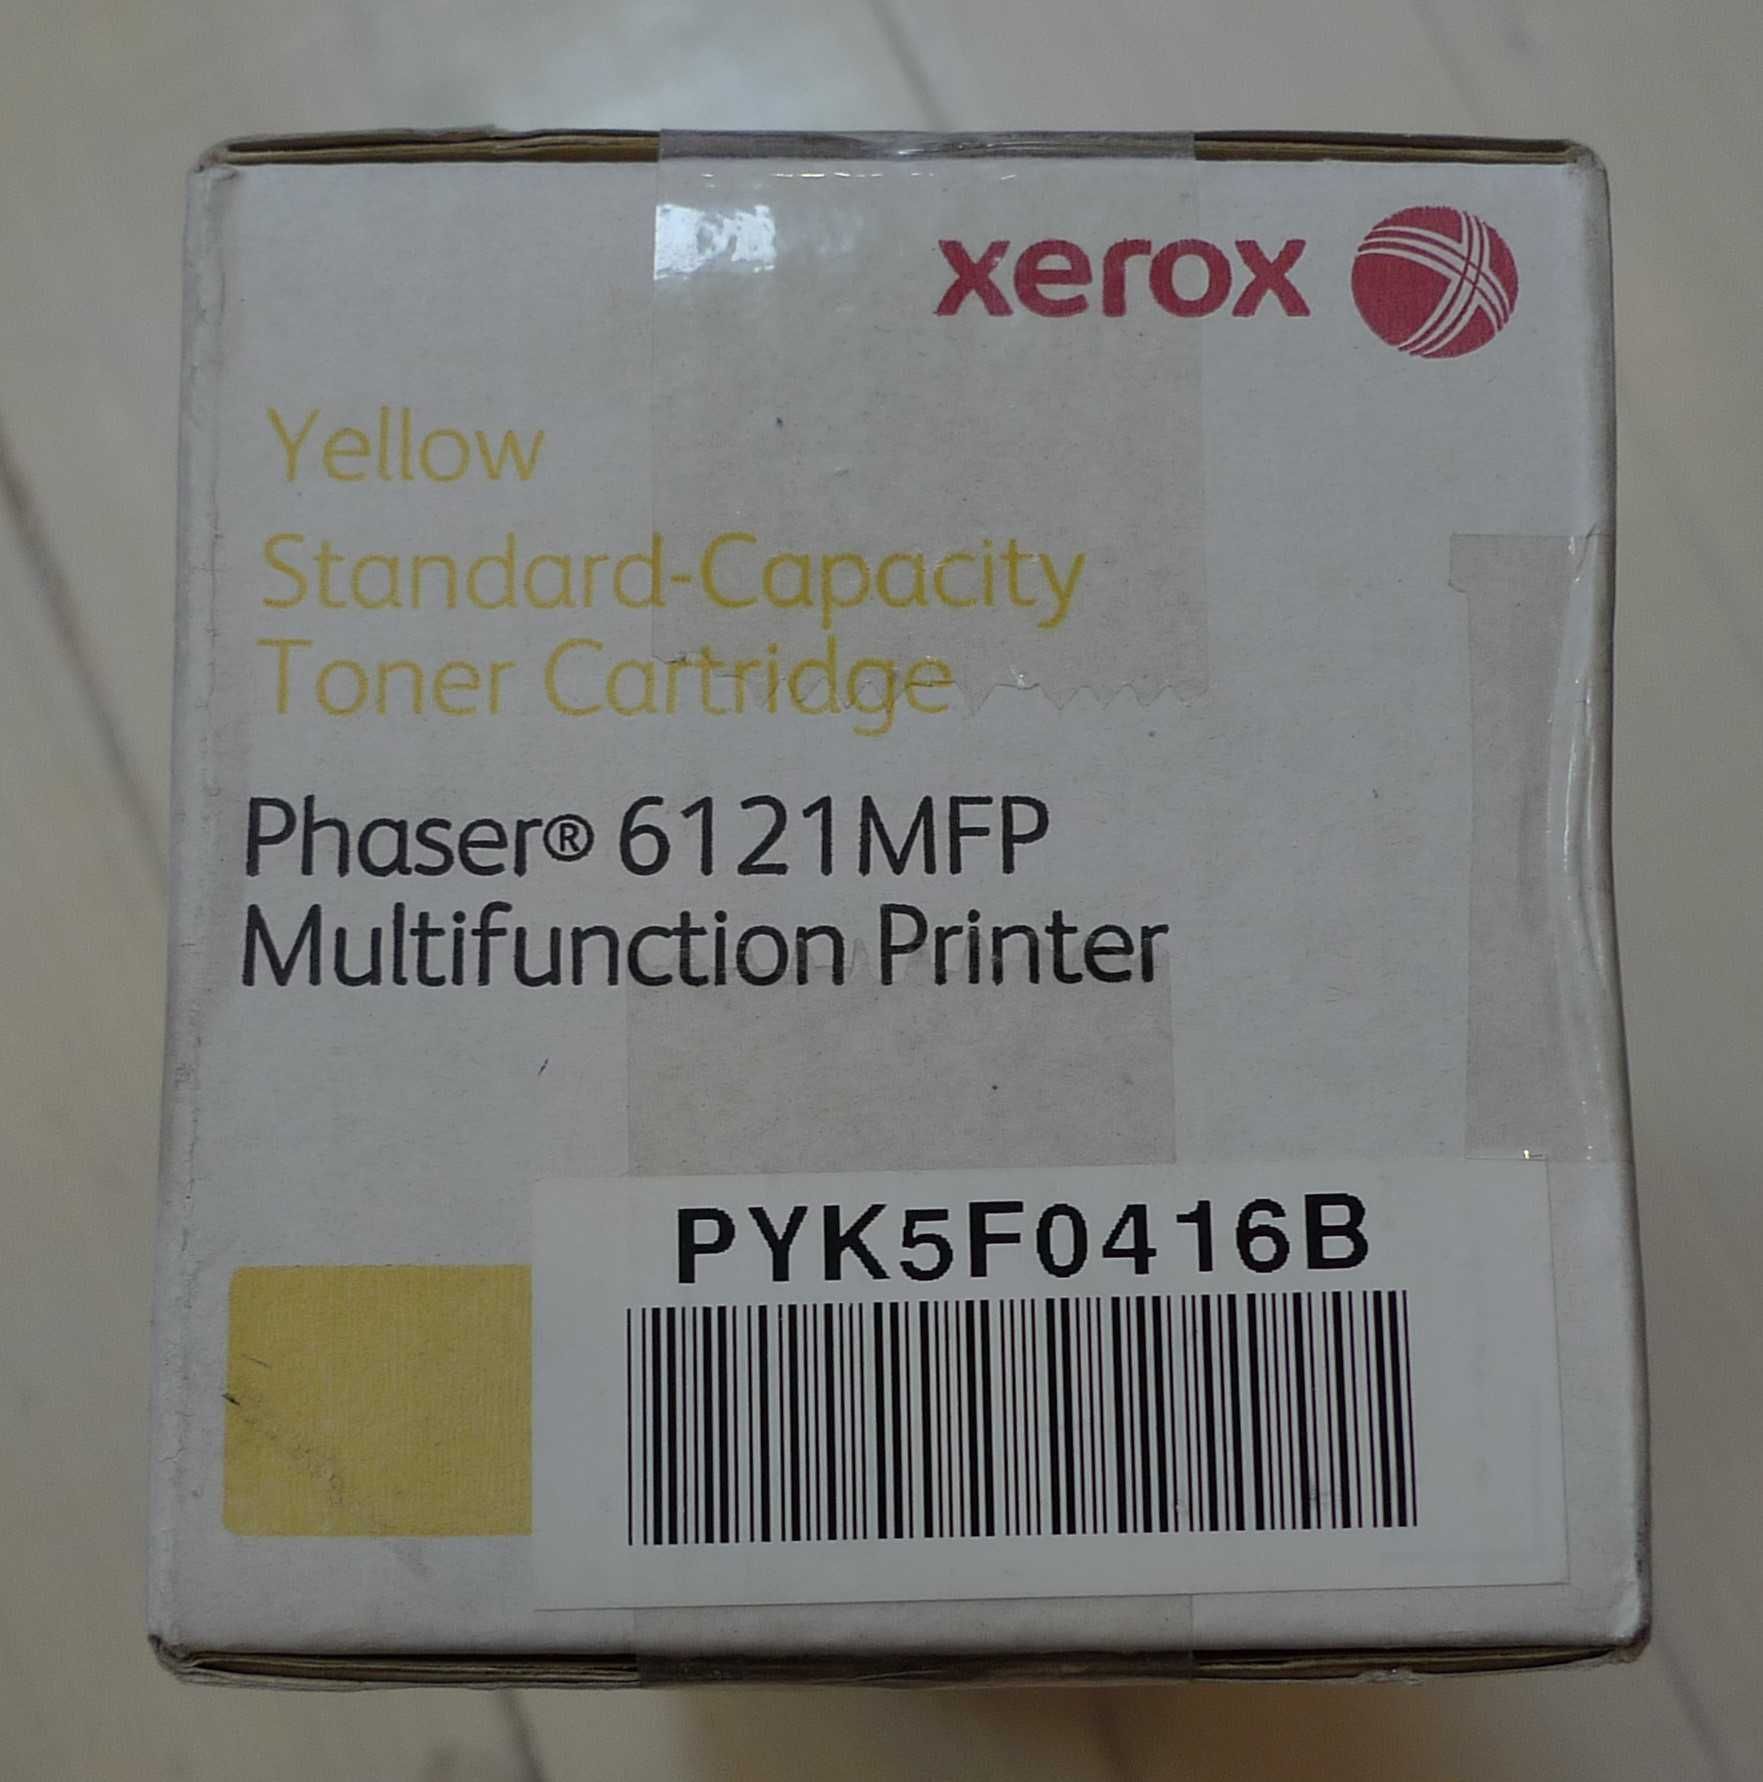 xerox
Yellow
Standard-Capacity
Toner Cartridge
Phaser® 6121MFP
Multifunction Printer
PYK5F0416B